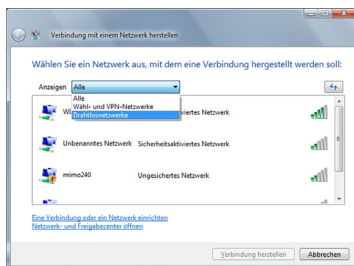 Verbindung mit einem Netzwerk herstellen
Wählen Sie ein Netzwerk aus, mit dem eine Verbindung hergestellt werden soll:
Anzeigen Alle
Alle
Wähl- und VPN-Netzwerke
Drahtlosnetzwerke
viertes Netzwerk
Unbenanntes Netzwerk Sicherheitsaktiviertes Netzwerk
mimo240 Ungesichertes Netzwerk
Eine Verbindung oder ein Netzwerk einrichten
Netzwerk- und Freigabecenter öffnen
Verbindung herstellen Abbrechen